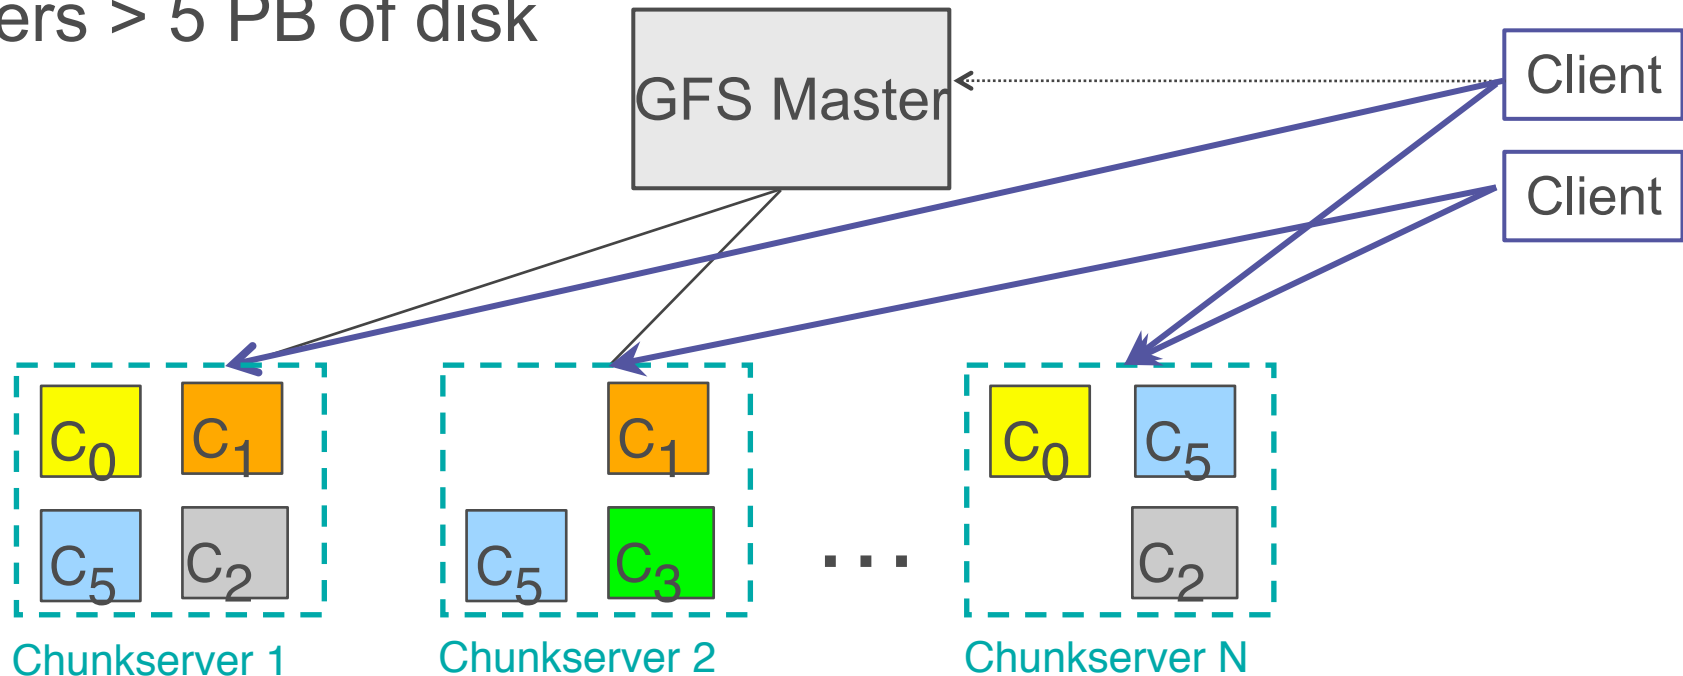 ers > 5 PB of disk
GFS Master
Client
Client
C0 C1
C5 C2
C1
C5 C3
...
C0 C5
C2
Chunkserver 1
Chunkserver 2
Chunkserver N